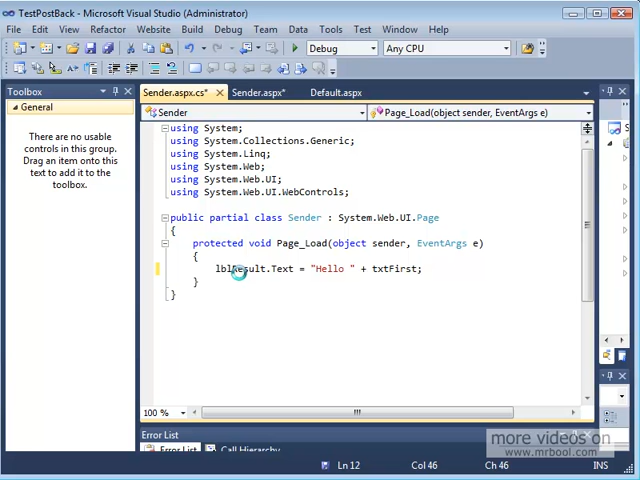 TestPostBack - Microsoft Visual Studio (Administrator)
File Edit View Refactor Website Build Debug Team Data Tools Test Window Help
Debug Any CPU
Toolbox
General
There are no usable
controls in this group.
Drag an item onto this
text to add it to the
toolbox.
Sender.aspx.cs* Sender.aspx* Default.aspx
Sender Page_Load(object sender, EventArgs e)
using System;
using System.Collections.Generic;
using System.Linq;
using System.Web;
using System.Web.UI;
using System.Web.UI.WebControls;
public partial class Sender : System.Web.UI.Page
{
protected void Page_Load(object sender, EventArgs e)
{
lblResult.Text = "Hello " + txtFirst;
}
}
100 %
Error List
Error List Call Hierarchy
Ln 12 Col 46 Ch 46 INS
more videos on
www.mrbool.com